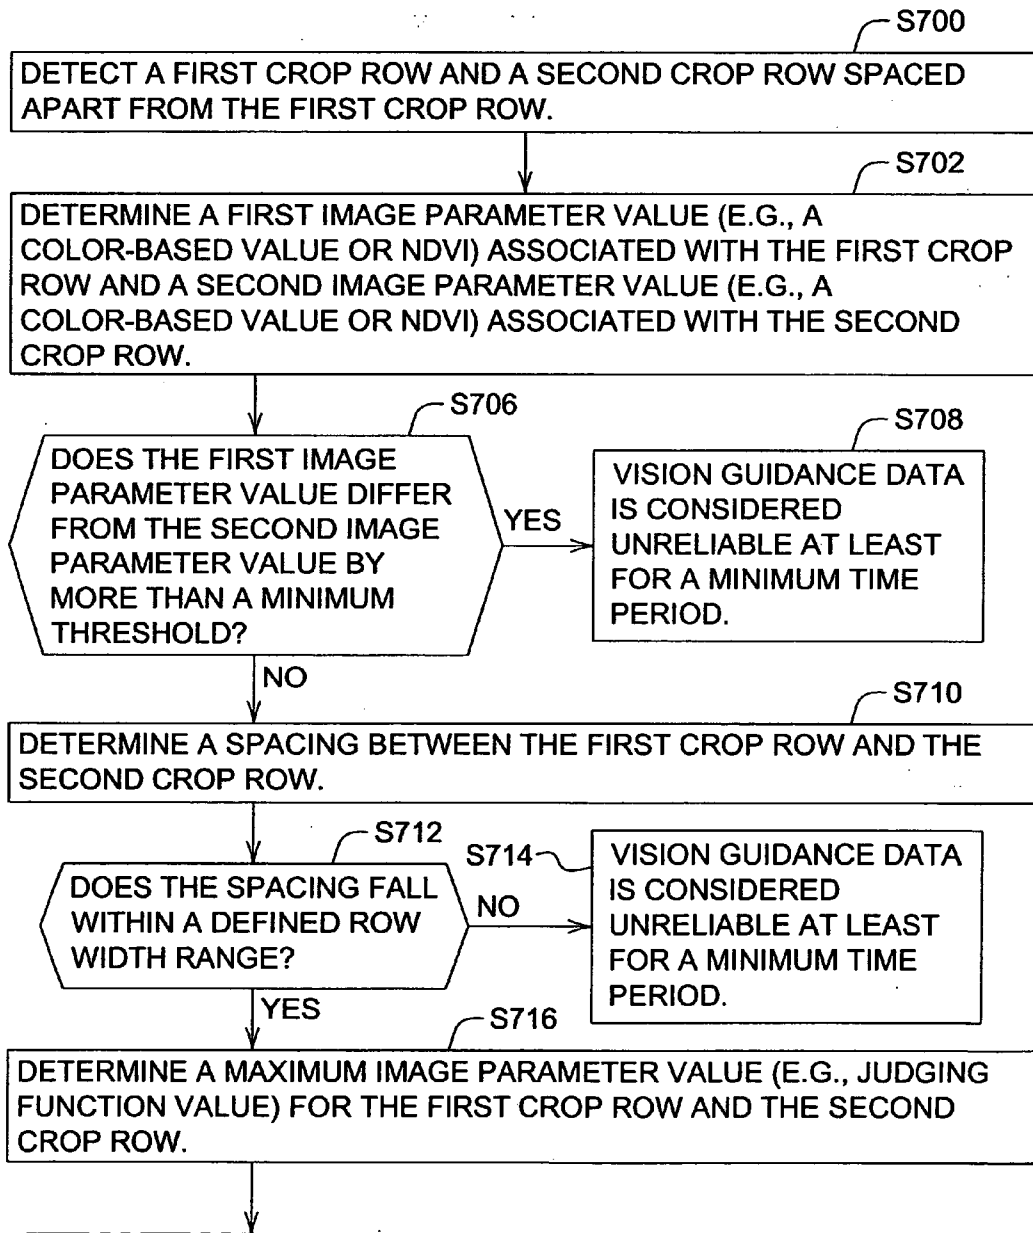 S700
DETECT A FIRST CROP ROW AND A SECOND CROP ROW SPACED
APART FROM THE FIRST CROP ROW.
S702
DETERMINE A FIRST IMAGE PARAMETER VALUE (E.G., A
COLOR-BASED VALUE OR NDVI) ASSOCIATED WITH THE FIRST CROP
ROW AND A SECOND IMAGE PARAMETER VALUE (E.G., A
COLOR-BASED VALUE OR NDVI) ASSOCIATED WITH THE SECOND
CROP ROW.
S706
DOES THE FIRST IMAGE
PARAMETER VALUE DIFFER
FROM THE SECOND IMAGE
PARAMETER VALUE BY
MORE THAN A MINIMUM
THRESHOLD?
YES
S708
VISION GUIDANCE DATA
IS CONSIDERED
UNRELIABLE AT LEAST
FOR A MINIMUM TIME
PERIOD.
NO
S710
DETERMINE A SPACING BETWEEN THE FIRST CROP ROW AND THE
SECOND CROP ROW.
S712
DOES THE SPACING FALL
WITHIN A DEFINED ROW
WIDTH RANGE?
NO
S714
VISION GUIDANCE DATA
IS CONSIDERED
UNRELIABLE AT LEAST
FOR A MINIMUM TIME
PERIOD.
YES
S716
DETERMINE A MAXIMUM IMAGE PARAMETER VALUE (E.G., JUDGING
FUNCTION VALUE) FOR THE FIRST CROP ROW AND THE SECOND
CROP ROW.